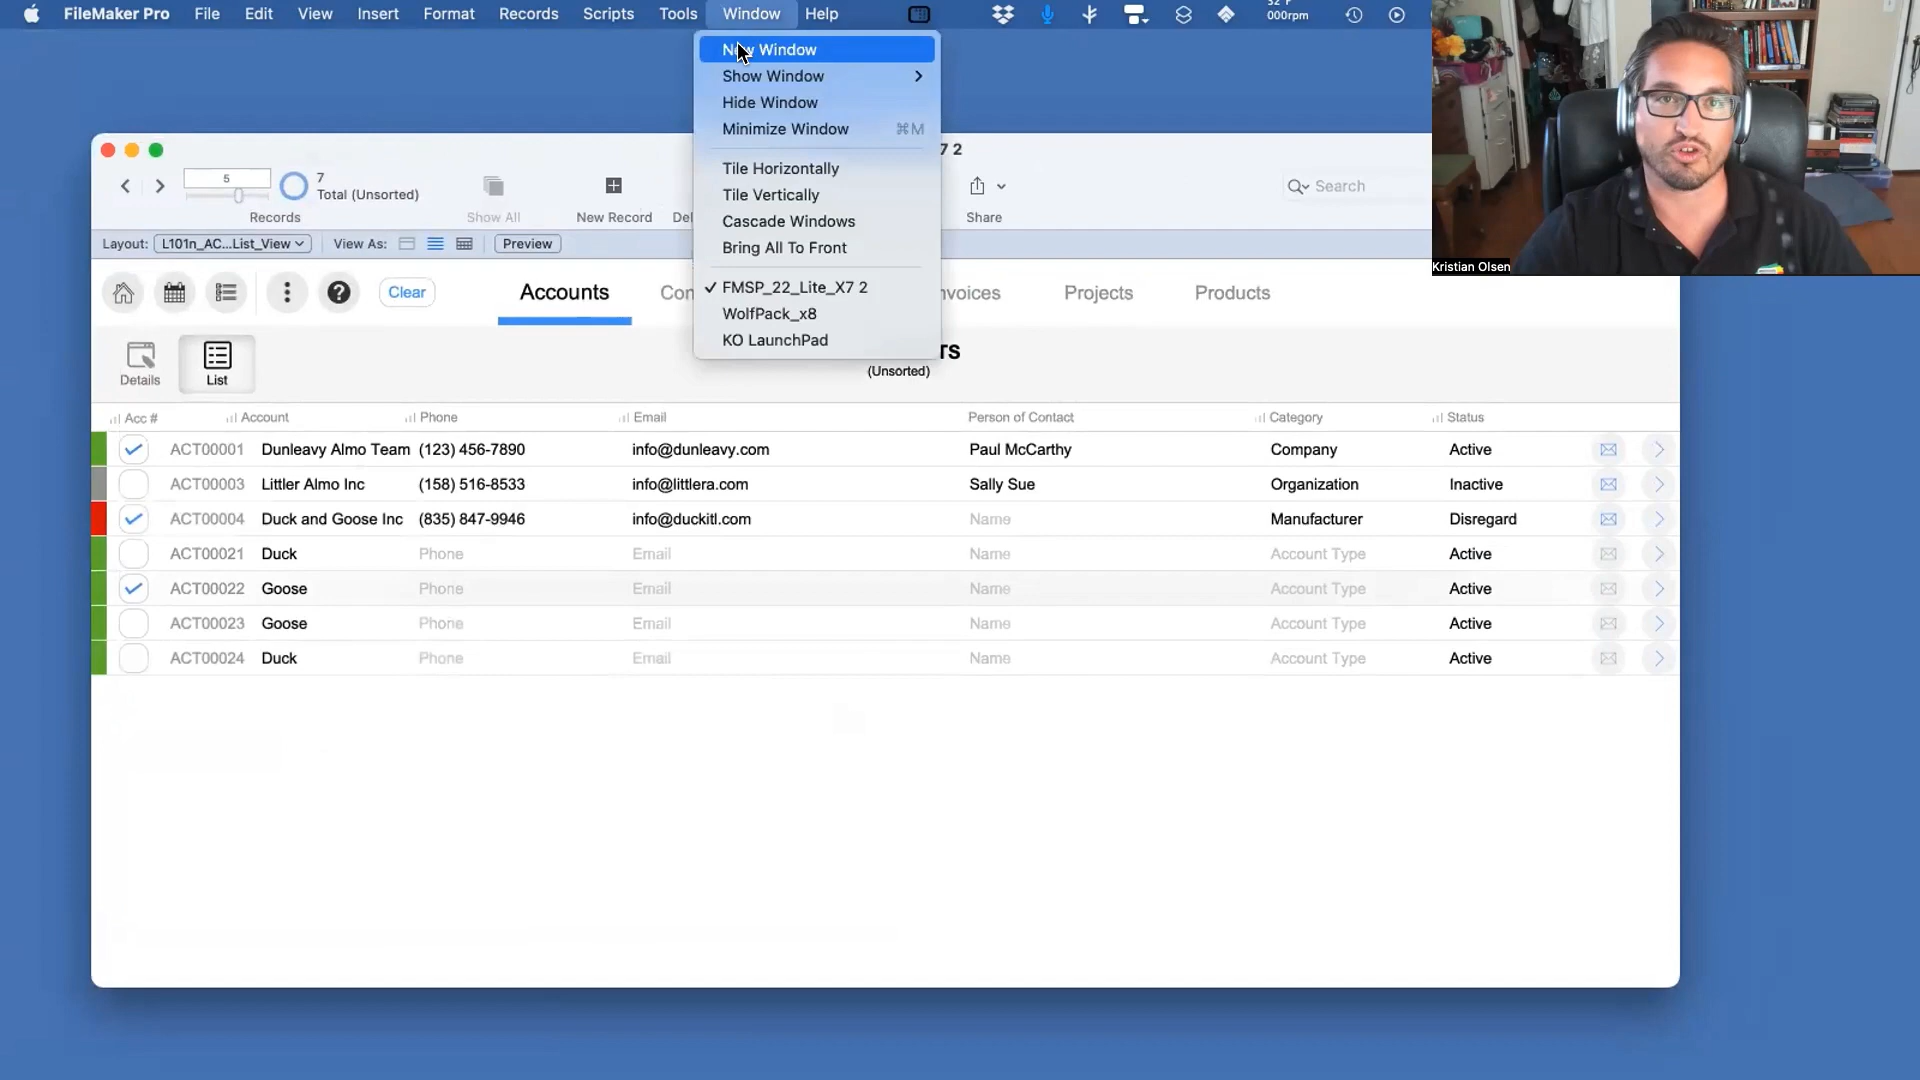 FileMaker Pro File Edit View Insert Format Records Scripts Tools Window Help
000rpm
New Window
Show Window
Hide Window
Minimize Window ⌘M
Tile Horizontally
Tile Vertically
Cascade Windows
Bring All To Front
✓ FMSP_22_Lite_X7 2
WolfPack_x8
KO LaunchPad
7 2
5
7
Total (Unsorted)
Records
Show All
New Record
Share
Search
Layout: L101n_AC...List_View View As: Preview
Kristian Olsen
Clear
Accounts Projects Products
Details
List
(Unsorted)
Acc # Account Phone Email Person of Contact Category Status
ACT00001 Dunleavy Almo Team (123) 456-7890 info@dunleavy.com Paul McCarthy Company Active
ACT00003 Littler Almo Inc (158) 516-8533 info@littlera.com Sally Sue Organization Inactive
ACT00004 Duck and Goose Inc (835) 847-9946 info@duckitl.com Name Manufacturer Disregard
ACT00021 Duck Phone Email Name Account Type Active
ACT00022 Goose Phone Email Name Account Type Active
ACT00023 Goose Phone Email Name Account Type Active
ACT00024 Duck Phone Email Name Account Type Active